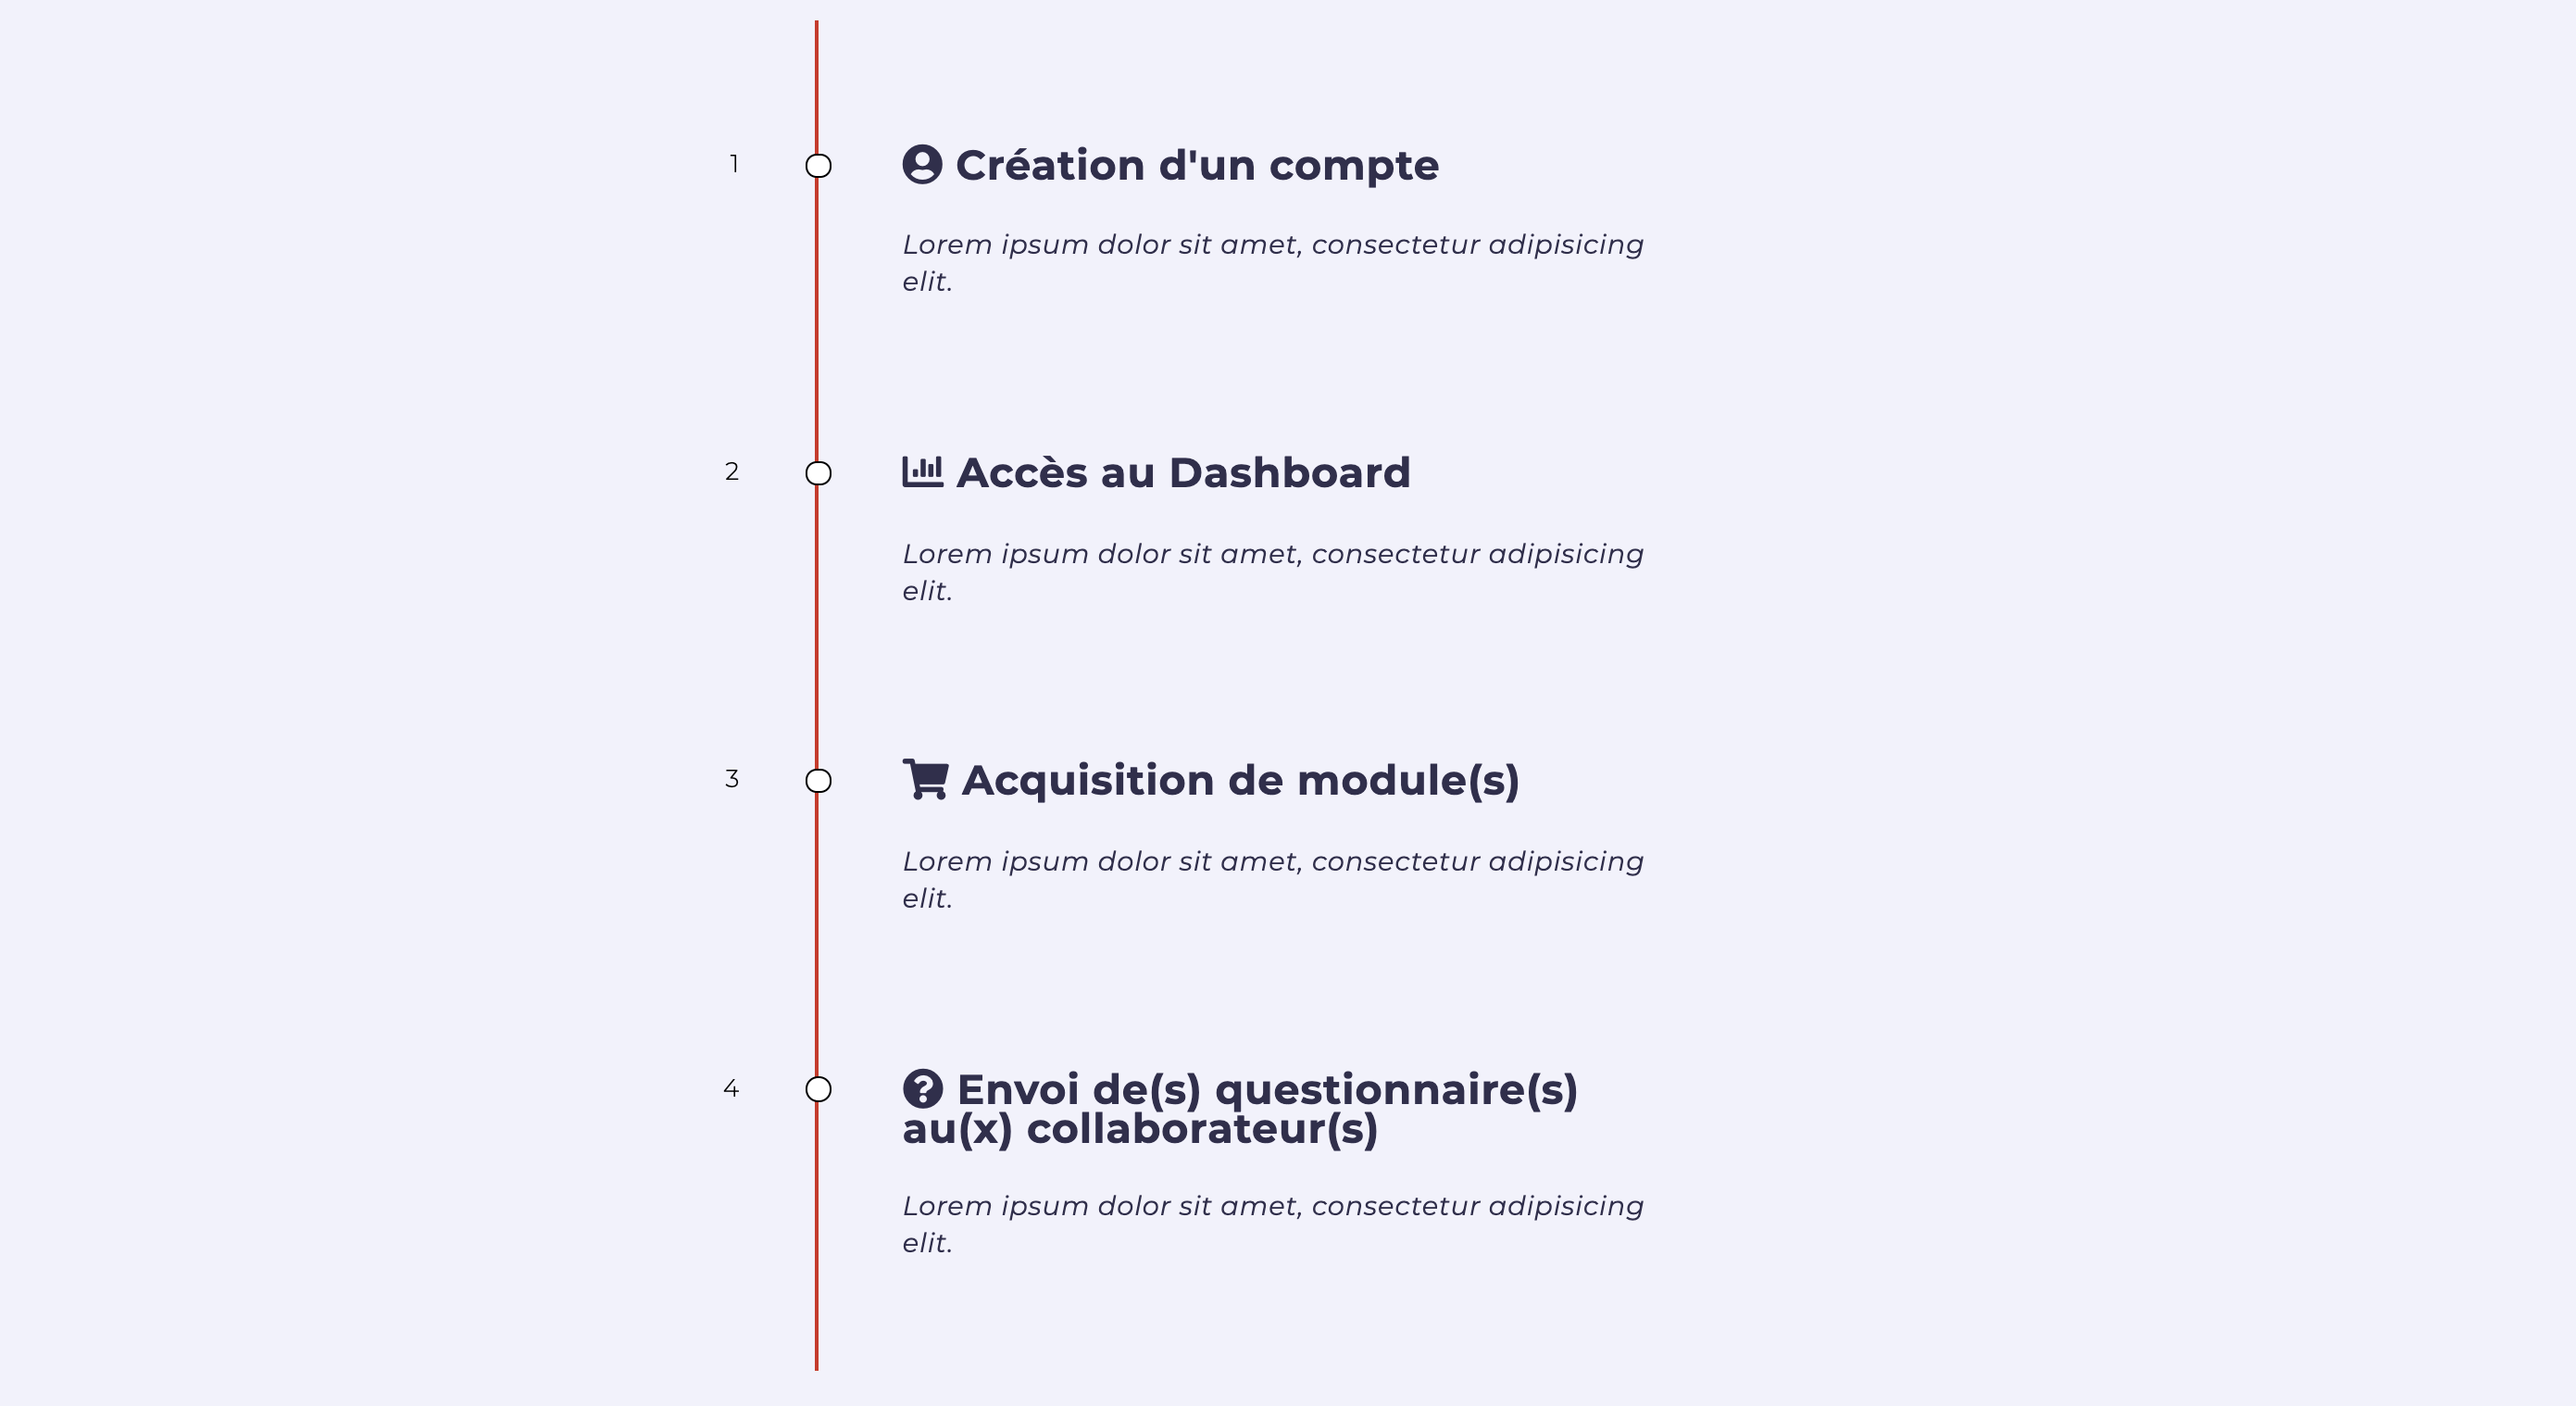 1
Création d'un compte
Lorem ipsum dolor sit amet, consectetur adipisicing
elit.
2
Accès au Dashboard
Lorem ipsum dolor sit amet, consectetur adipisicing
elit.
3
Acquisition de module(s)
Lorem ipsum dolor sit amet, consectetur adipisicing
elit.
4
Envoi de(s) questionnaire(s)
au(x) collaborateur(s)
Lorem ipsum dolor sit amet, consectetur adipisicing
elit.